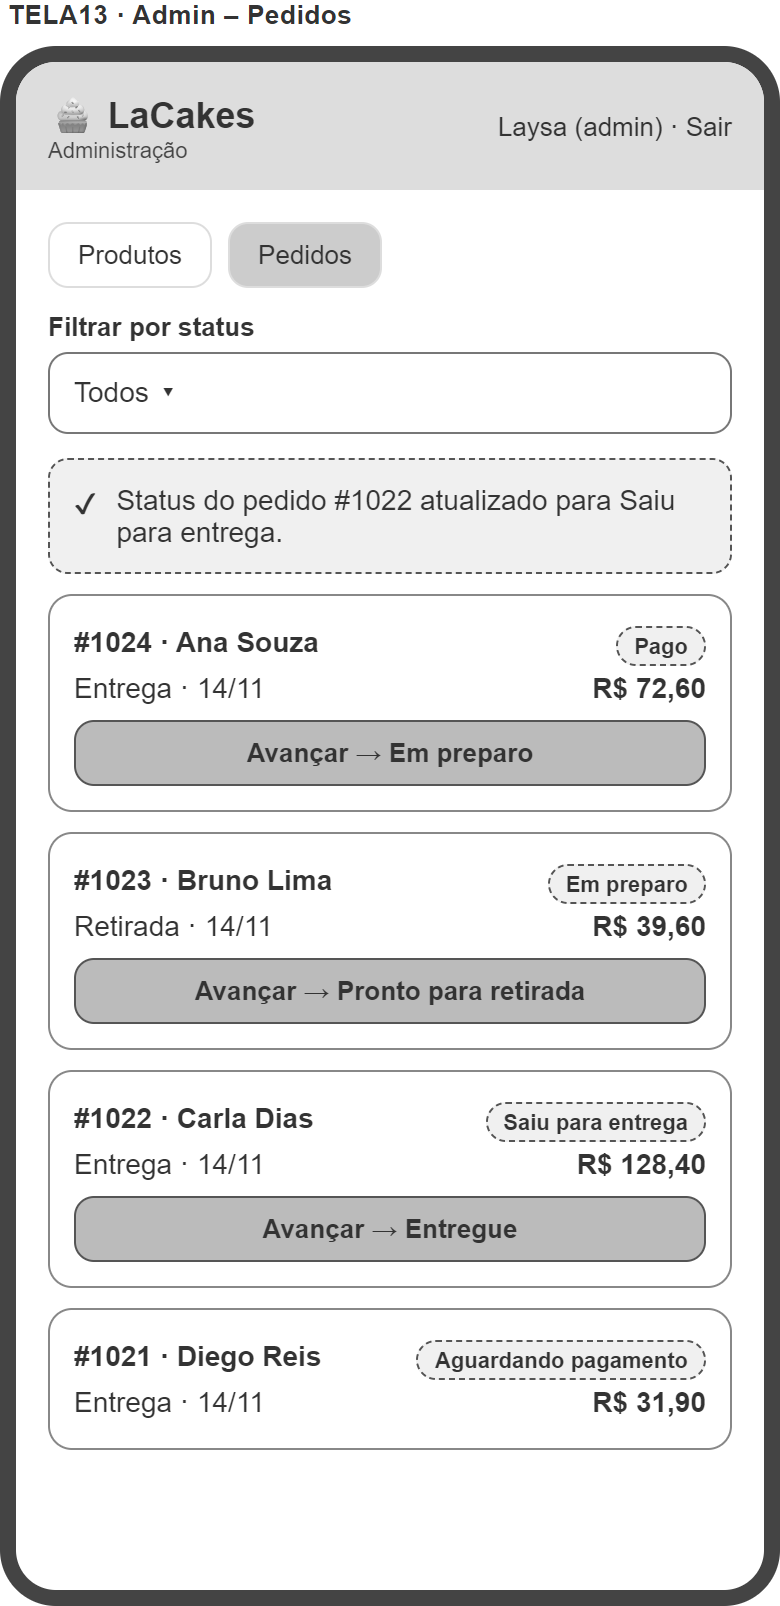 TELA13 · Admin – Pedidos
LaCakes
Administração
Laysa (admin) · Sair
Produtos
Pedidos
Filtrar por status
Todos ▾
✓ Status do pedido #1022 atualizado para Saiu
para entrega.
#1024 · Ana Souza
Pago
Entrega · 14/11
R$ 72,60
Avançar → Em preparo
#1023 · Bruno Lima
Em preparo
Retirada · 14/11
R$ 39,60
Avançar → Pronto para retirada
#1022 · Carla Dias
Saiu para entrega
Entrega · 14/11
R$ 128,40
Avançar → Entregue
#1021 · Diego Reis
Aguardando pagamento
Entrega · 14/11
R$ 31,90